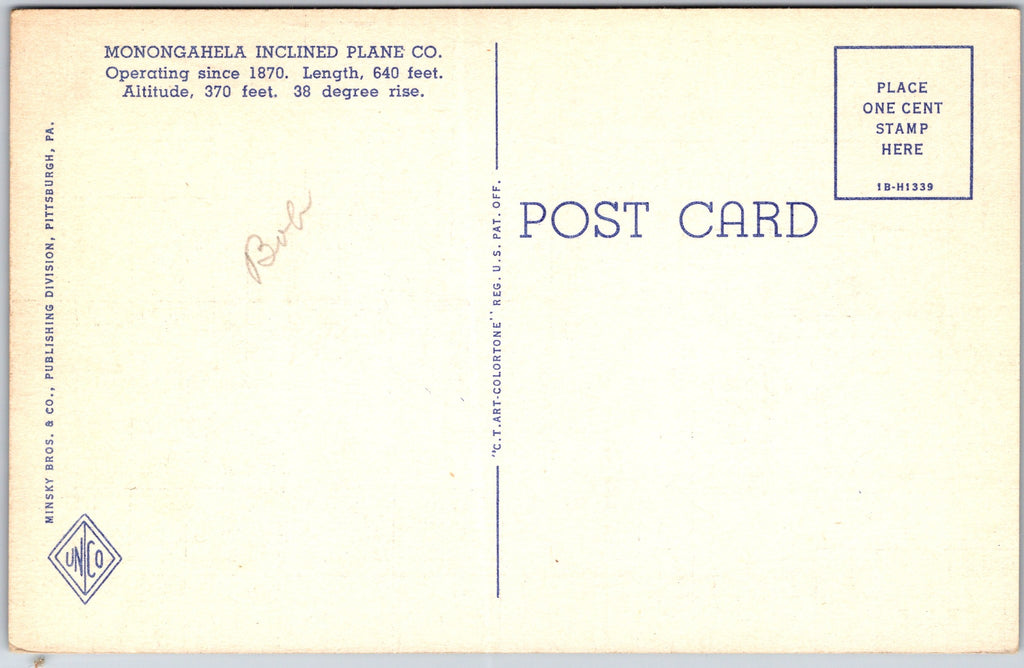 MONONGAHELA INCLINED PLANE CO.
Operating since 1870. Length, 640 feet.
Altitude, 370 feet. 38 degree rise.
MINSKY BROS. & CO., PUBLISHING DIVISION, PITTSBURGH, PA.
Bob
UNCO
"C.T. ART-COLORTONE" REG. U.S. PAT. OFF.
POST CARD
PLACE
ONE CENT
STAMP
HERE
1B-H1339